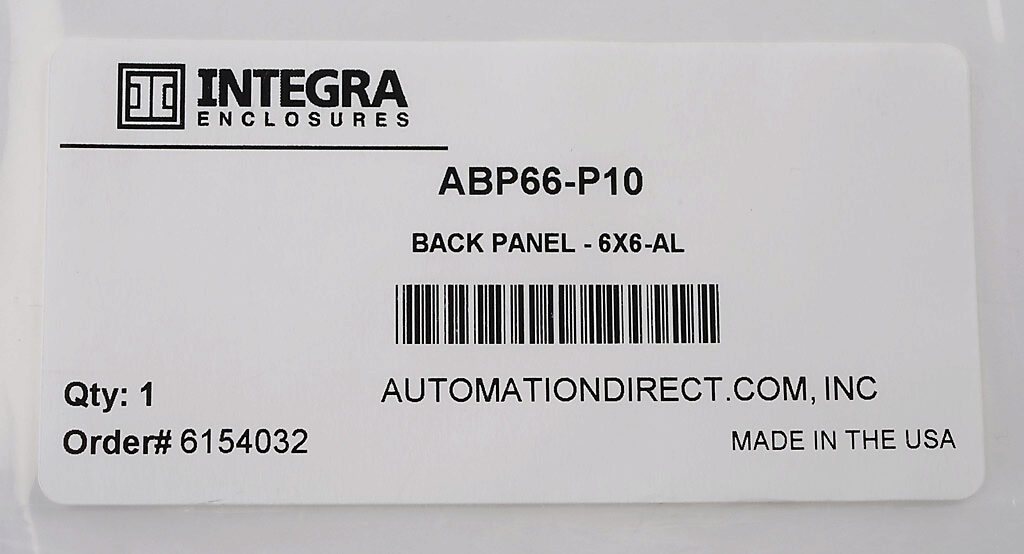 INTEGRA
ENCLOSURES
ABP66-P10
BACK PANEL - 6X6-AL
Qty: 1
AUTOMATIONDIRECT.COM, INC
Order# 6154032
MADE IN THE USA